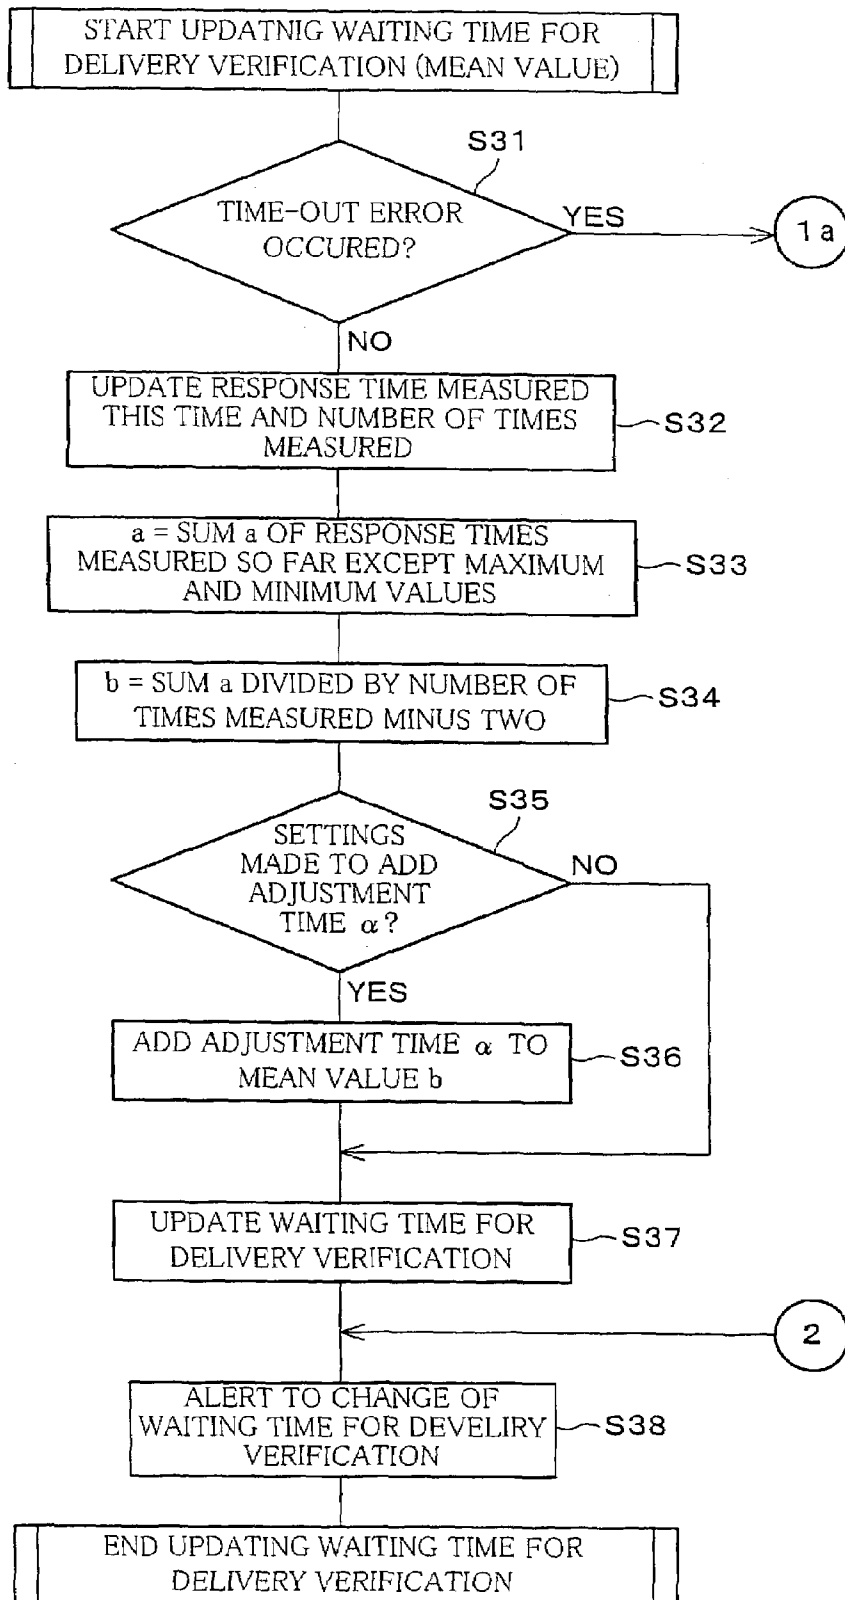 START UPDATNIG WAITING TIME FOR
DELIVERY VERIFICATION (MEAN VALUE)
S31
TIME-OUT ERROR
OCCURED?
YES
1a
NO
UPDATE RESPONSE TIME MEASURED
THIS TIME AND NUMBER OF TIMES
MEASURED
S32
a = SUM a OF RESPONSE TIMES
MEASURED SO FAR EXCEPT MAXIMUM
AND MINIMUM VALUES
S33
b = SUM a DIVIDED BY NUMBER OF
TIMES MEASURED MINUS TWO
S34
S35
SETTINGS
MADE TO ADD
ADJUSTMENT
TIME α?
NO
YES
ADD ADJUSTMENT TIME α TO
MEAN VALUE b
S36
UPDATE WAITING TIME FOR
DELIVERY VERIFICATION
S37
2
ALERT TO CHANGE OF
WAITING TIME FOR DEVELIRY
VERIFICATION
S38
END UPDATING WAITING TIME FOR
DELIVERY VERIFICATION